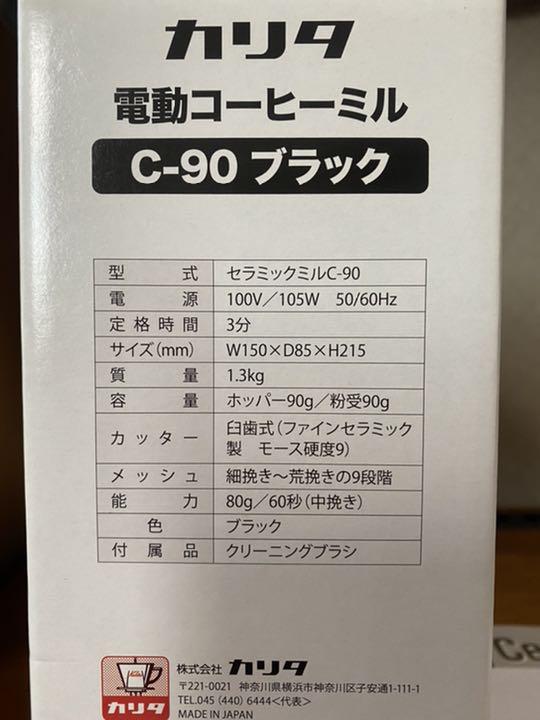 カリタ
電動コーヒーミル
C-90 ブラック
型式 セラミックミルC-90
電源 100V／105W 50/60Hz
定格時間 3分
サイズ(mm) W150×D85×H215
質量 1.3kg
容量 ホッパー90g／粉受90g
カッター 臼歯式(ファインセラミック
製 モース硬度9)
メッシュ 細挽き〜荒挽きの9段階
能力 80g／60秒(中挽き)
色 ブラック
付属品 クリーニングブラシ
株式会社 カリタ
〒221-0021 神奈川県横浜市神奈川区子安通1-111-1
TEL.045(440)6444<代表>
MADE IN JAPAN
カリタ
Ce